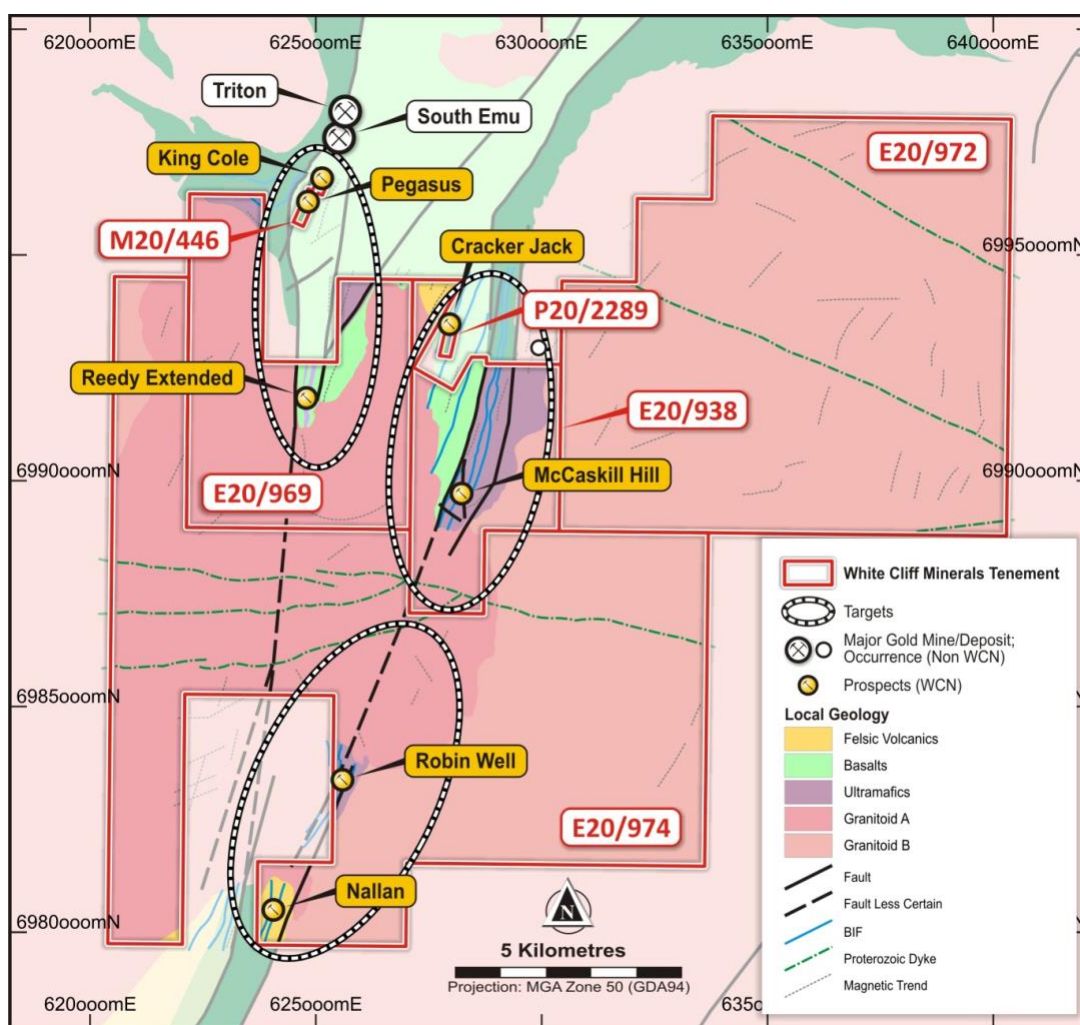 620000mE
625000mE
630000mE
635000mE
640000mE
Triton
South Emu
King Cole
Pegasus
E20/972
M20/446
Cracker Jack
6995000mN
P20/2289
Reedy Extended
E20/938
6990000mN
6990000mN
McCaskill Hill
E20/969
White Cliff Minerals Tenement
Targets
Major Gold Mine/Deposit;
Occurrence (Non WCN)
Prospects (WCN)
Local Geology
Felsic Volcanics
Basalts
Ultramafics
Granitoid A
Granitoid B
Fault
Fault Less Certain
BIF
Proterozoic Dyke
Magnetic Trend
6985000mN
Robin Well
E20/974
Nallan
6980000mN
N
5 Kilometres
Projection: MGA Zone 50 (GDA94)
620000mE
625000mE